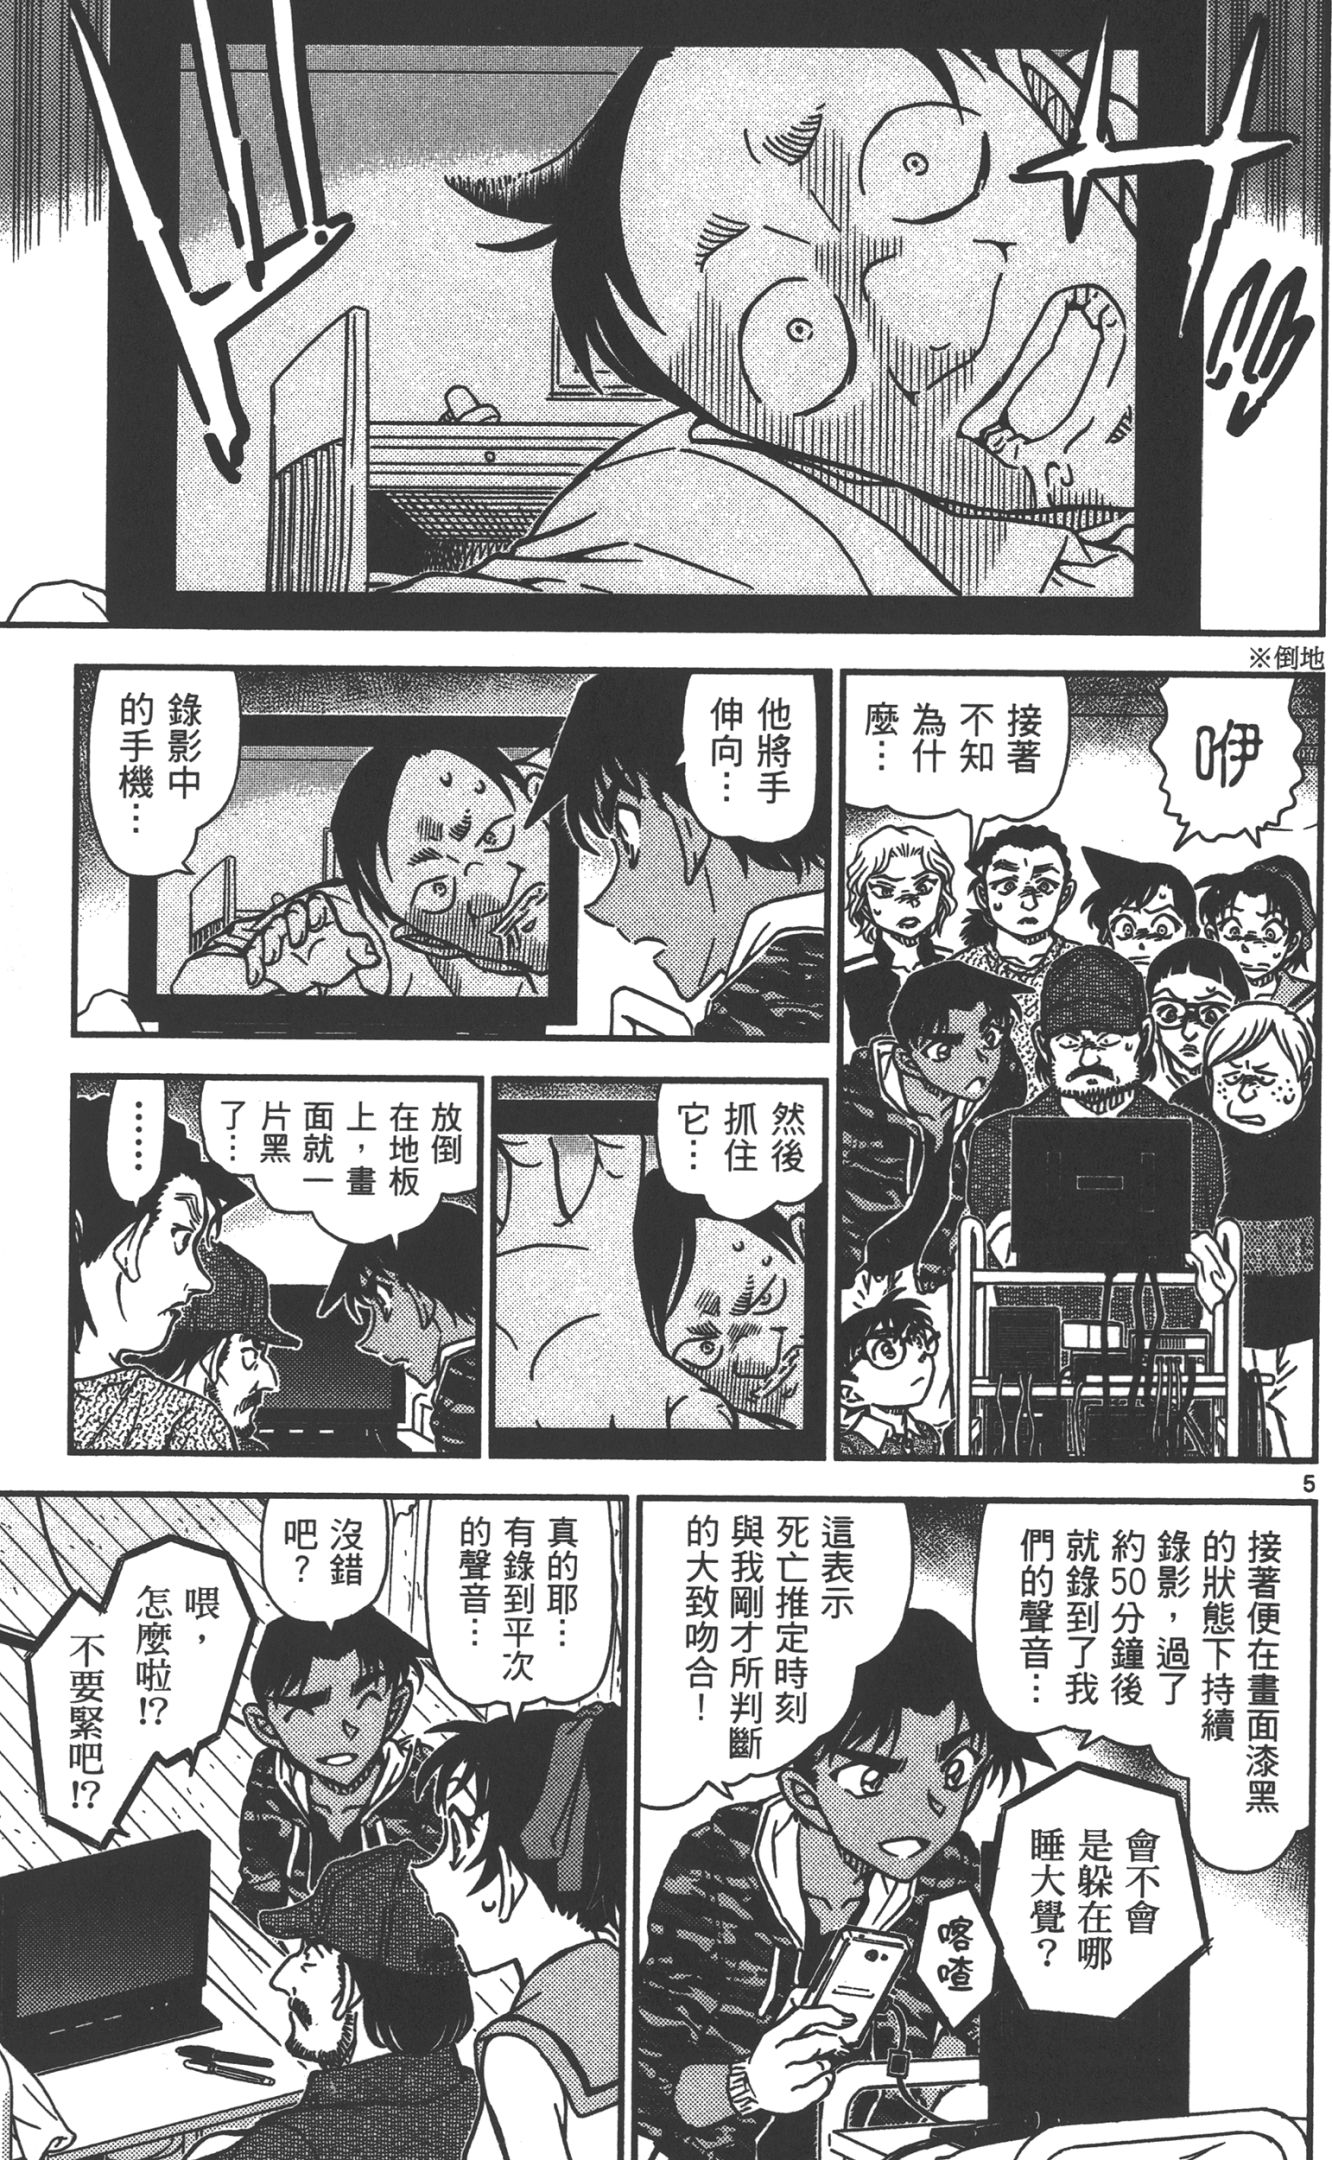 ※倒地
咿
接著
不知
為什
麼…
他將手
伸向…
錄影中
的手機…
然後
抓住
它…
放倒
在地板
上，畫
面就一
片黑
了…
……
5
接著便在畫面漆黑
的狀態下持續
錄影，過了
約50分鐘後
就錄到了我
們的聲音…
會不會
是躲在哪
睡大覺？
喀喳
這表示
死亡推定時刻
與我剛才所判斷
的大致吻合！
真的耶…
有錄到平次
的聲音…
沒錯
吧？
喂，
怎麼啦!?
不要緊吧!?